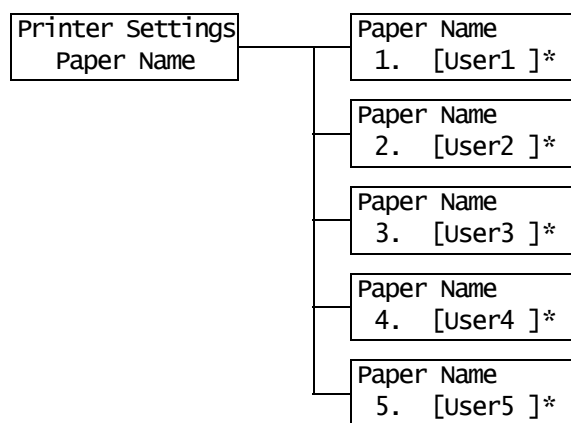 Printer Settings
Paper Name
Paper Name
1. [User1 ]*
Paper Name
2. [User2 ]*
Paper Name
3. [User3 ]*
Paper Name
4. [User4 ]*
Paper Name
5. [User5 ]*